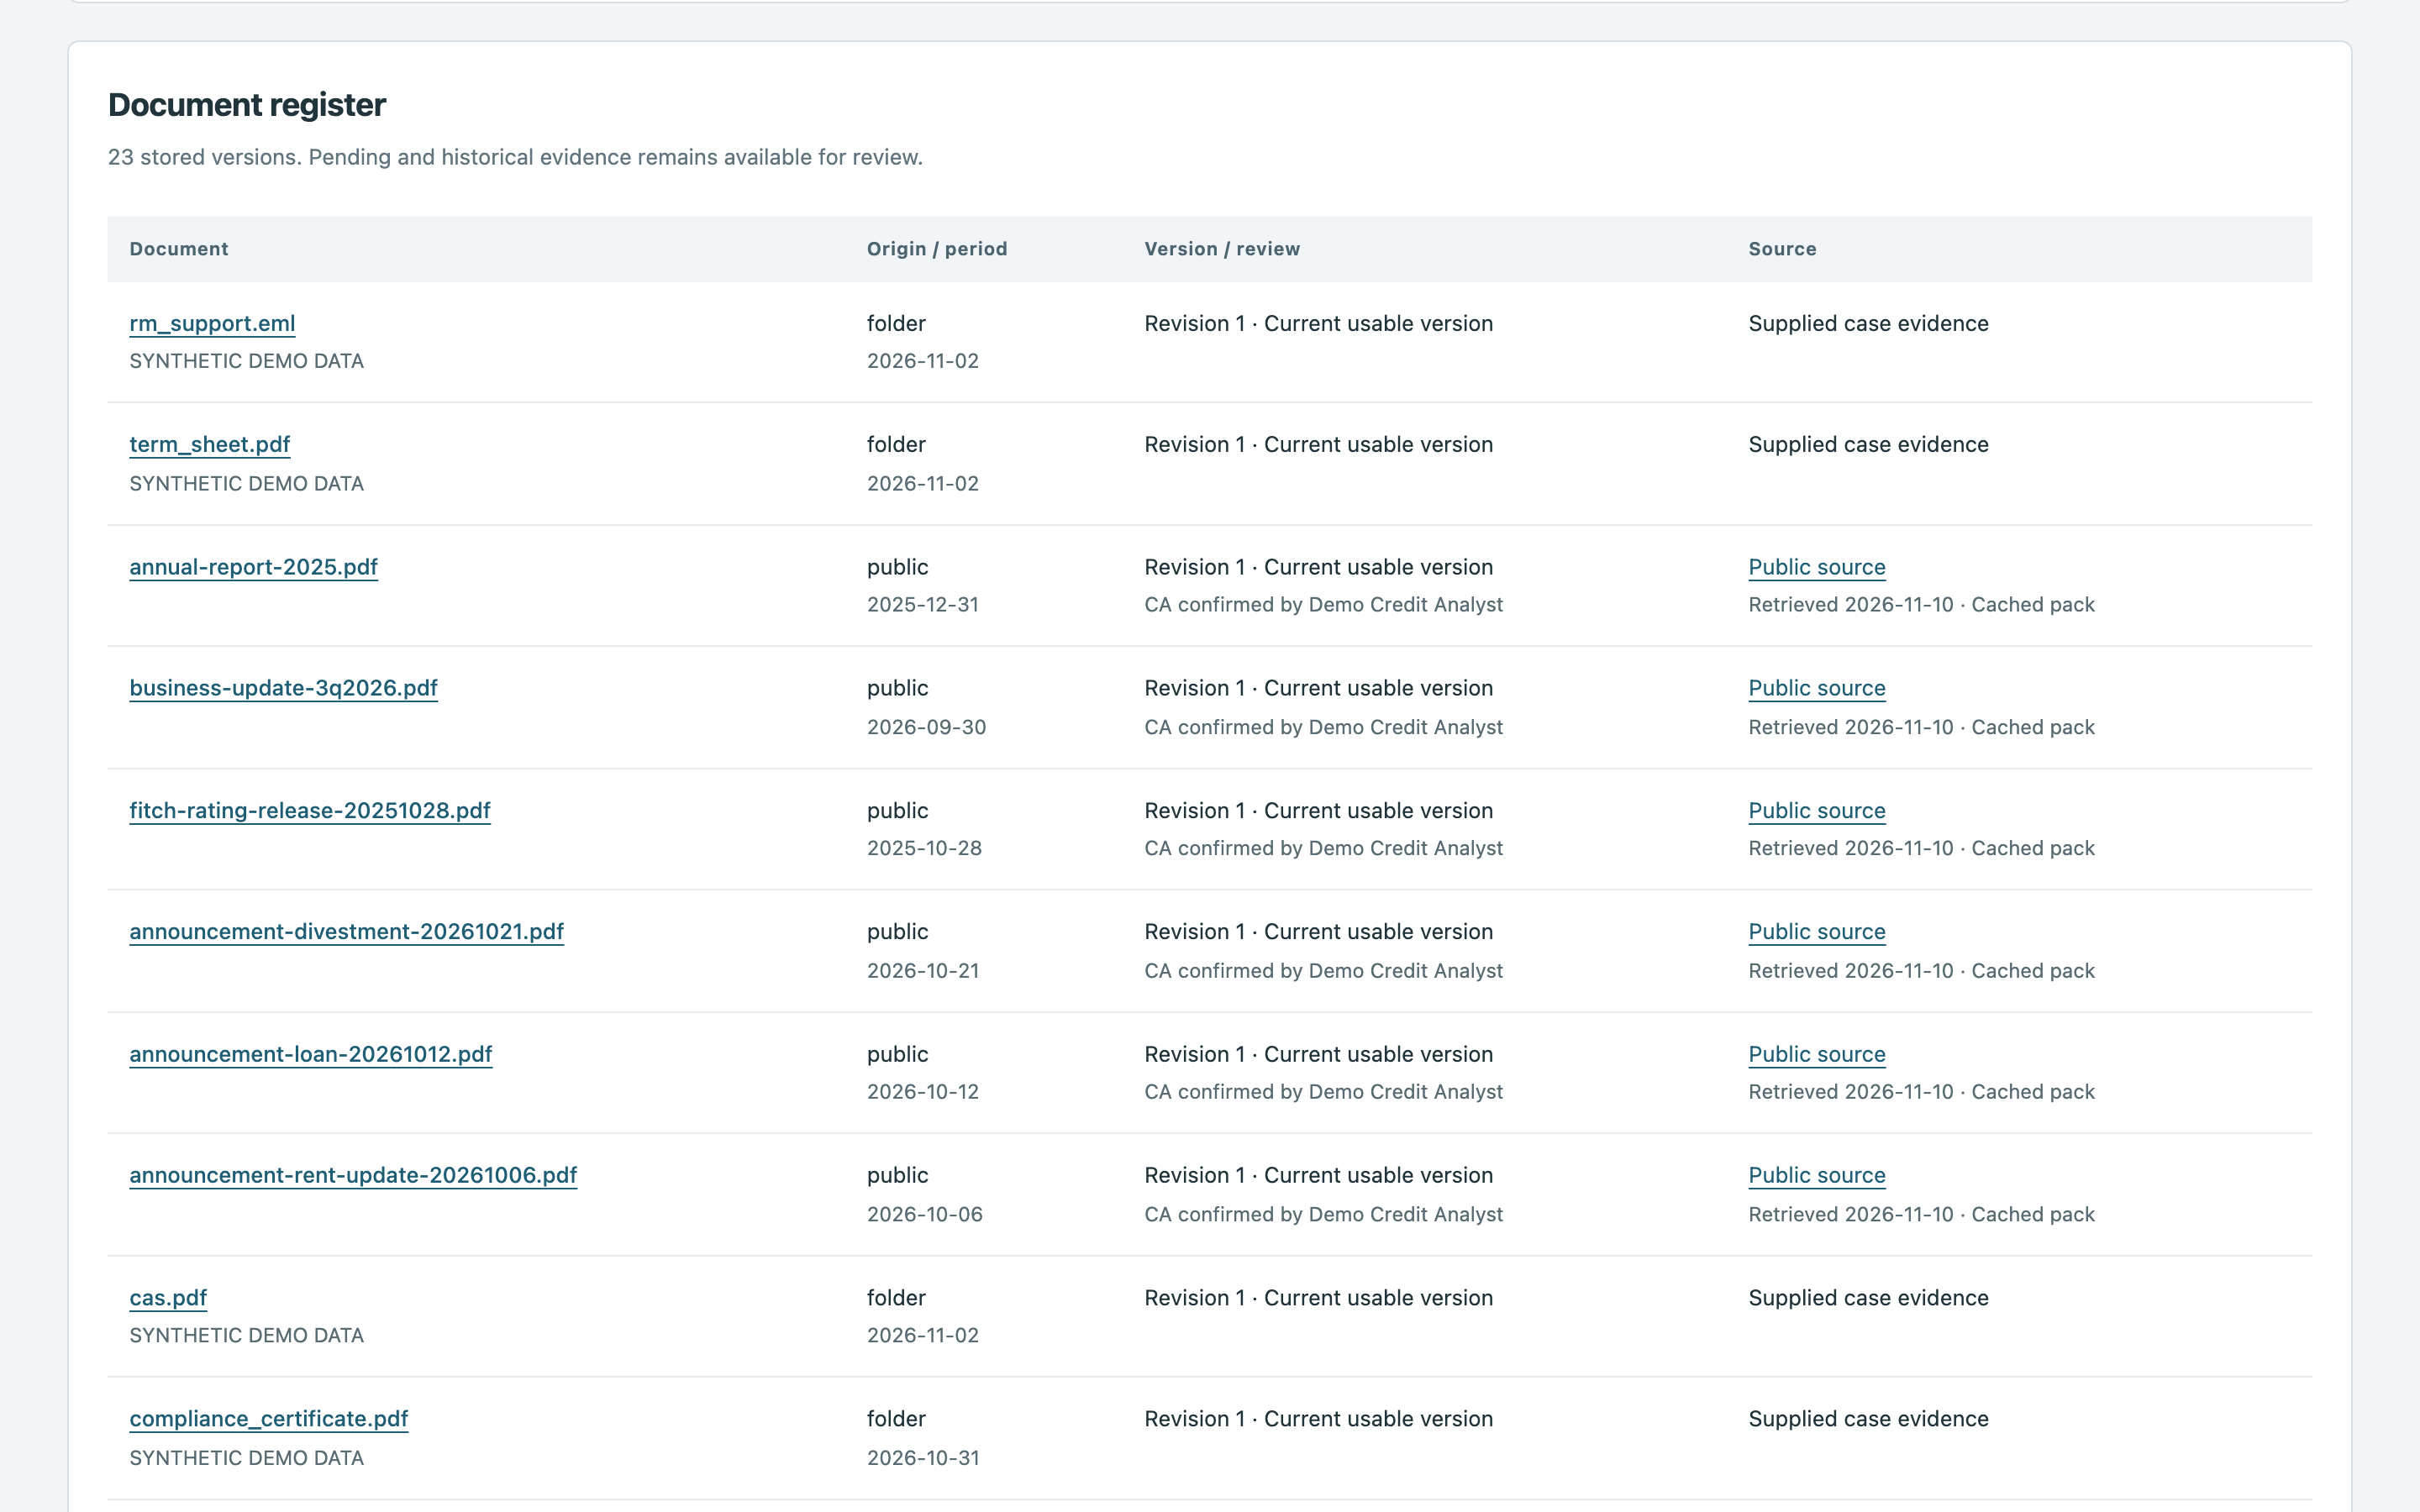 Document register
23 stored versions. Pending and historical evidence remains available for review.
Document Origin / period Version / review Source
rm_support.eml folder Revision 1 · Current usable version Supplied case evidence
SYNTHETIC DEMO DATA 2026-11-02
term_sheet.pdf folder Revision 1 · Current usable version Supplied case evidence
SYNTHETIC DEMO DATA 2026-11-02
annual-report-2025.pdf public Revision 1 · Current usable version Public source
2025-12-31 CA confirmed by Demo Credit Analyst Retrieved 2026-11-10 · Cached pack
business-update-3q2026.pdf public Revision 1 · Current usable version Public source
2026-09-30 CA confirmed by Demo Credit Analyst Retrieved 2026-11-10 · Cached pack
fitch-rating-release-20251028.pdf public Revision 1 · Current usable version Public source
2025-10-28 CA confirmed by Demo Credit Analyst Retrieved 2026-11-10 · Cached pack
announcement-divestment-20261021.pdf public Revision 1 · Current usable version Public source
2026-10-21 CA confirmed by Demo Credit Analyst Retrieved 2026-11-10 · Cached pack
announcement-loan-20261012.pdf public Revision 1 · Current usable version Public source
2026-10-12 CA confirmed by Demo Credit Analyst Retrieved 2026-11-10 · Cached pack
announcement-rent-update-20261006.pdf public Revision 1 · Current usable version Public source
2026-10-06 CA confirmed by Demo Credit Analyst Retrieved 2026-11-10 · Cached pack
cas.pdf folder Revision 1 · Current usable version Supplied case evidence
SYNTHETIC DEMO DATA 2026-11-02
compliance_certificate.pdf folder Revision 1 · Current usable version Supplied case evidence
SYNTHETIC DEMO DATA 2026-10-31